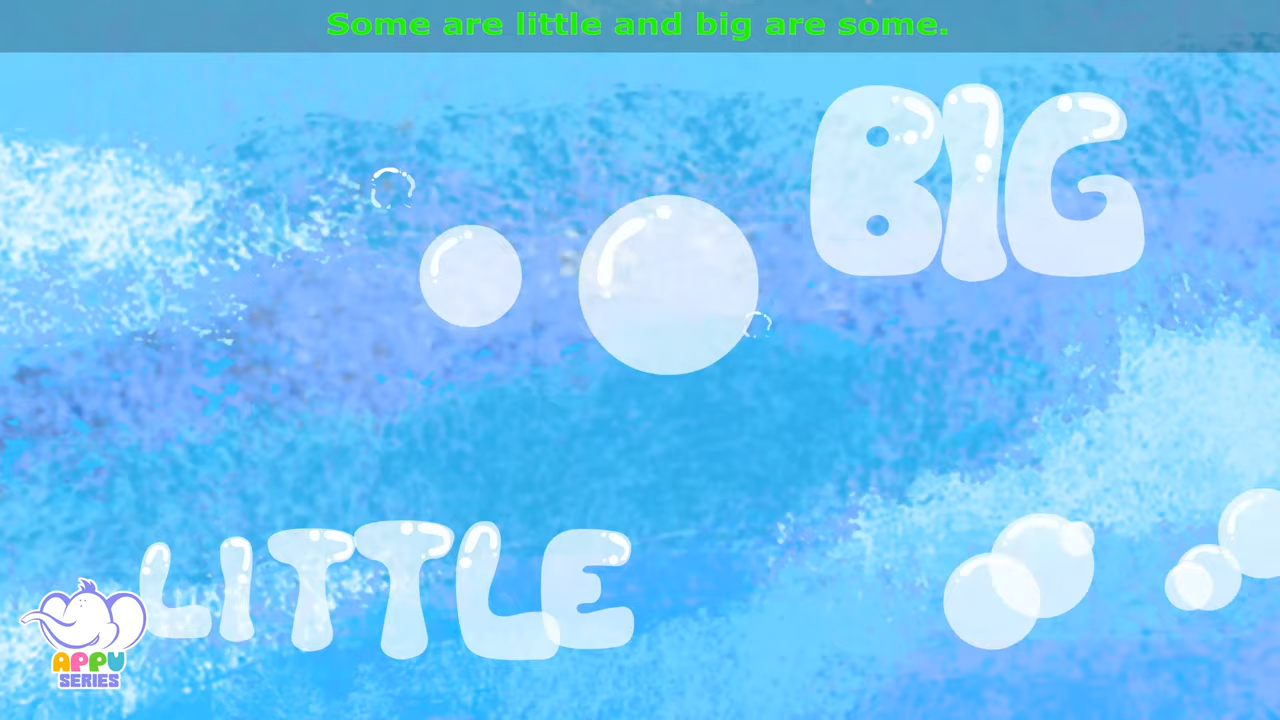 Some are little and big are some.
BIG
LITTLE
APPU
SERIES